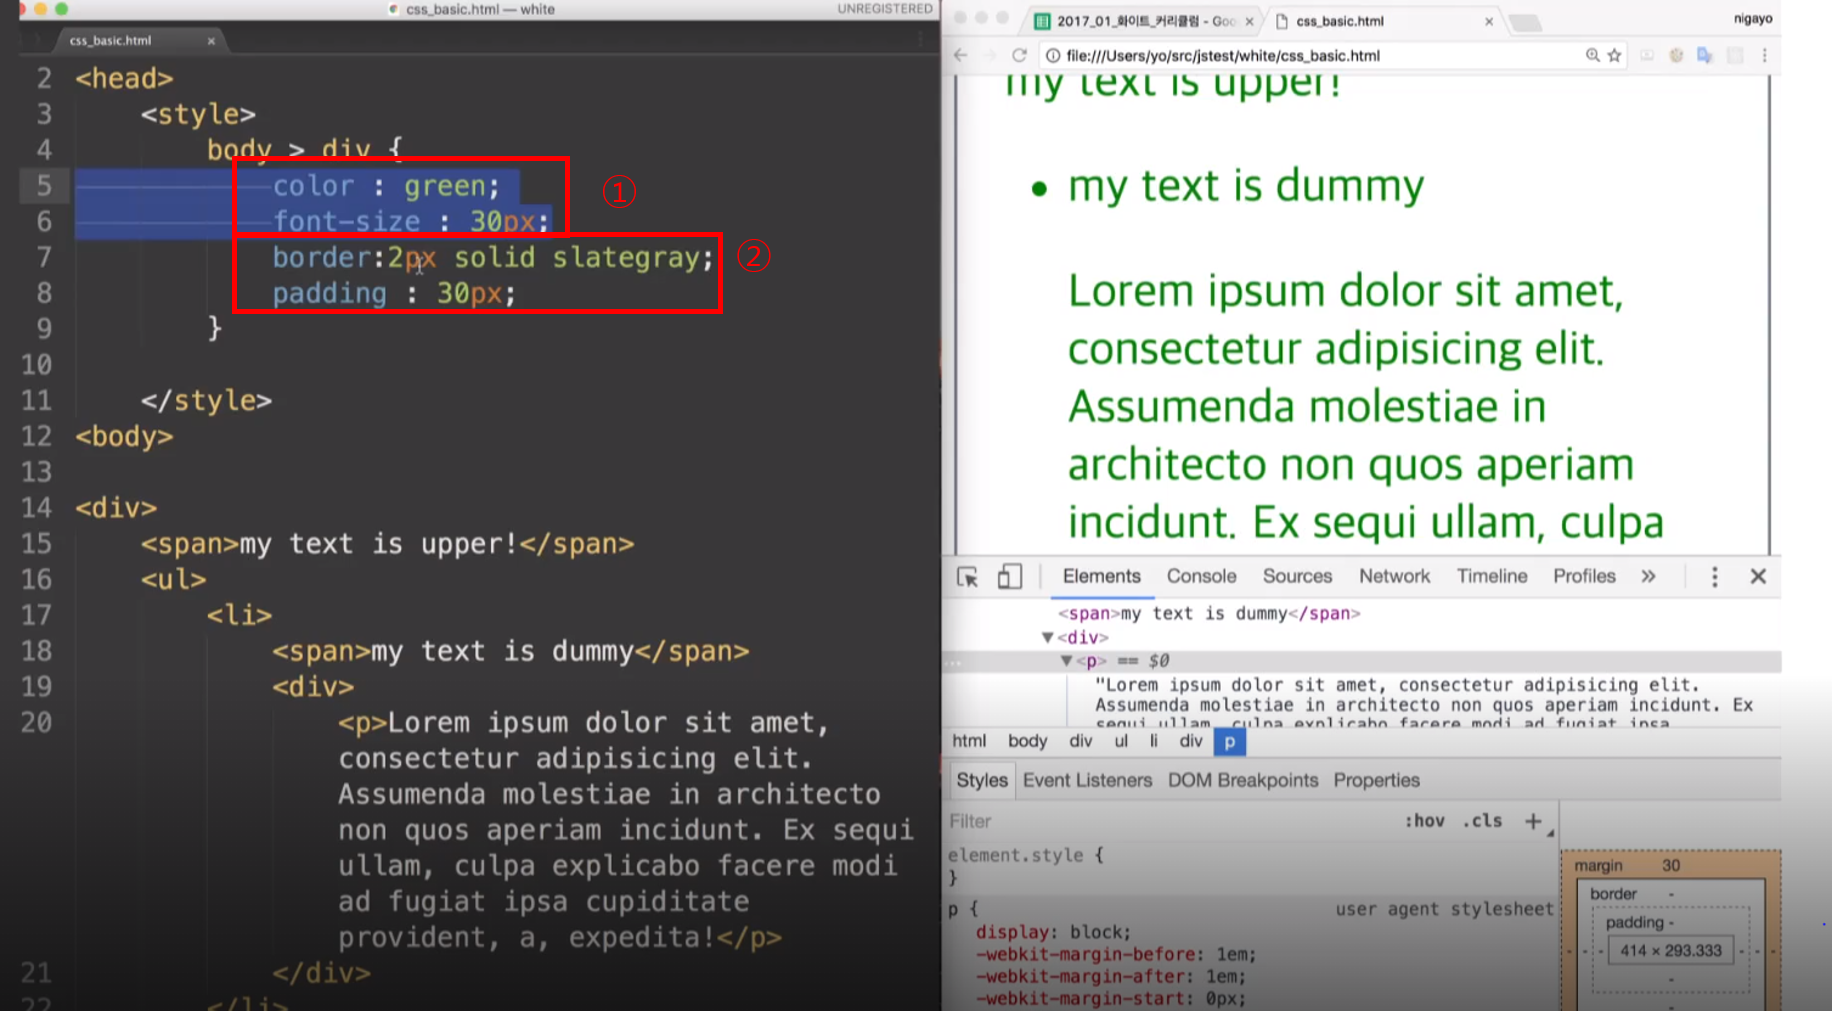 css_basic.html — white
UNREGISTERED
css_basic.html ×
2 <head>
3 <style>
4 body > div {
5 color : green;
6 font-size : 30px;
7 border:2px solid slategray;
8 padding : 30px;
9 }
10
11 </style>
12 <body>
13
14 <div>
15 <span>my text is upper!</span>
16 <ul>
17 <li>
18 <span>my text is dummy</span>
19 <div>
20 <p>Lorem ipsum dolor sit amet,
consectetur adipisicing elit.
Assumenda molestiae in architecto
non quos aperiam incidunt. Ex sequi
ullam, culpa explicabo facere modi
ad fugiat ipsa cupiditate
provident, a, expedita!</p>
21 </div>
22 </li>
①
②
2017_01_화이트_커리큘럼 - Goo ×
css_basic.html ×
nigayo
file:///Users/yo/src/jstest/white/css_basic.html
my text is upper!
• my text is dummy
Lorem ipsum dolor sit amet,
consectetur adipisicing elit.
Assumenda molestiae in
architecto non quos aperiam
incidunt. Ex sequi ullam, culpa
Elements Console Sources Network Timeline Profiles »
<span>my text is dummy</span>
▼<div>
… ▼<p> == $0
"Lorem ipsum dolor sit amet, consectetur adipisicing elit.
Assumenda molestiae in architecto non quos aperiam incidunt. Ex
sequi ullam, culpa explicabo facere modi ad fugiat ipsa
html body div ul li div p
Styles Event Listeners DOM Breakpoints Properties
Filter :hov .cls +
element.style {
}
p { user agent stylesheet
display: block;
-webkit-margin-before: 1em;
-webkit-margin-after: 1em;
-webkit-margin-start: 0px;
margin 30
border -
padding -
- - - 414 × 293.333 - - -
-
-